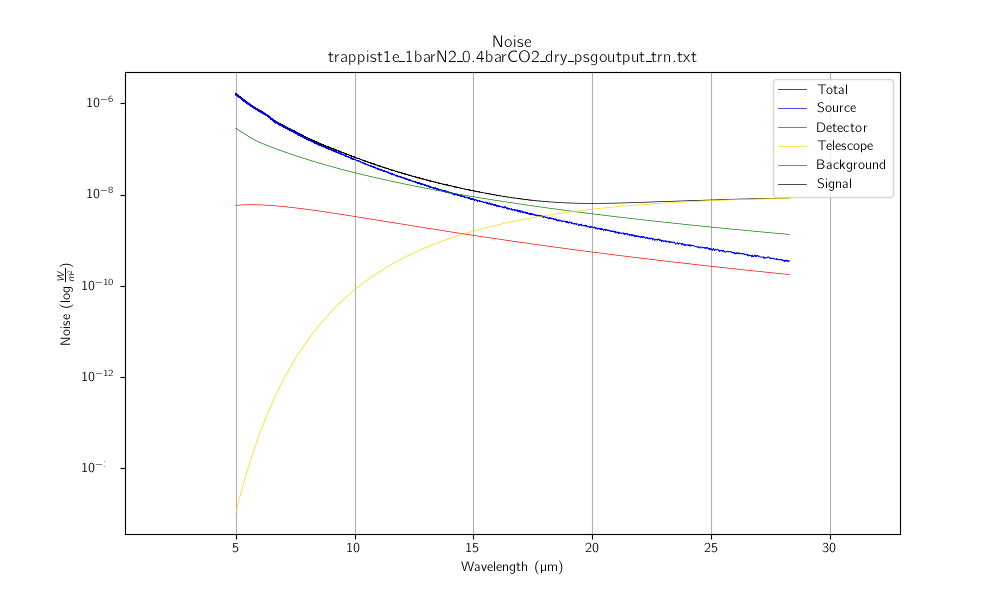 Noise
trappist1e_1barN2_0.4barCO2_dry_psgoutput_trn.txt
Total
Source
Detector
Telescope
Background
Signal
10⁻⁶
10⁻⁸
10⁻¹⁰
10⁻¹²
Noise (log W/m²)
5
10
15
20
25
30
Wavelength (µm)